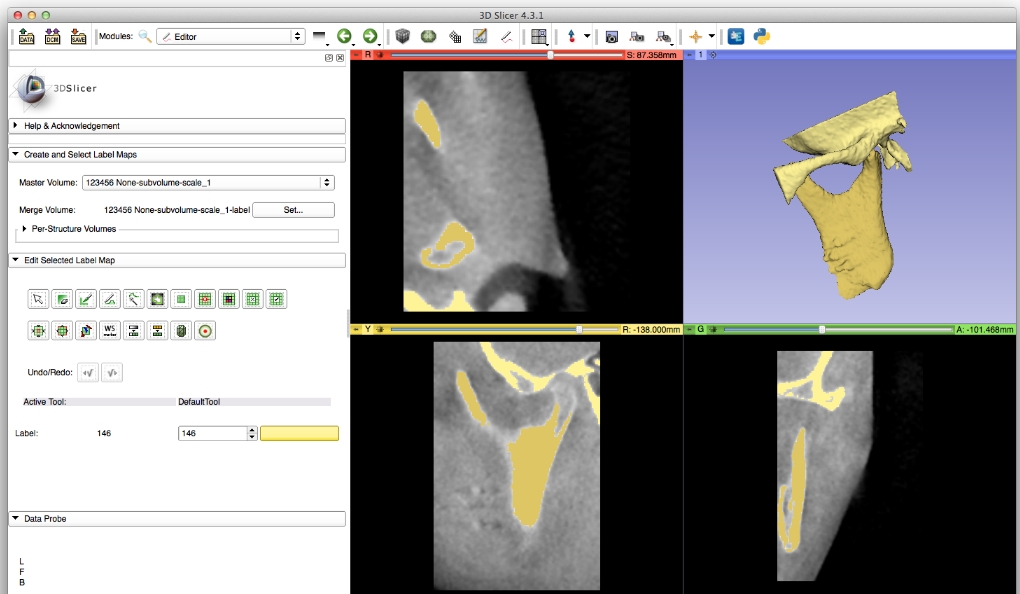 3D Slicer 4.3.1
DATA DCM SAVE Modules: Editor
R S: 87.358mm 1
3DSlicer
Help & Acknowledgement
Create and Select Label Maps
Master Volume: 123456 None-subvolume-scale_1
Merge Volume: 123456 None-subvolume-scale_1-label Set...
Per-Structure Volumes
Edit Selected Label Map
WS
Y R: -138.000mm G A: -101.468mm
Undo/Redo:
Active Tool: DefaultTool
Label: 146 146
Data Probe
L
F
B